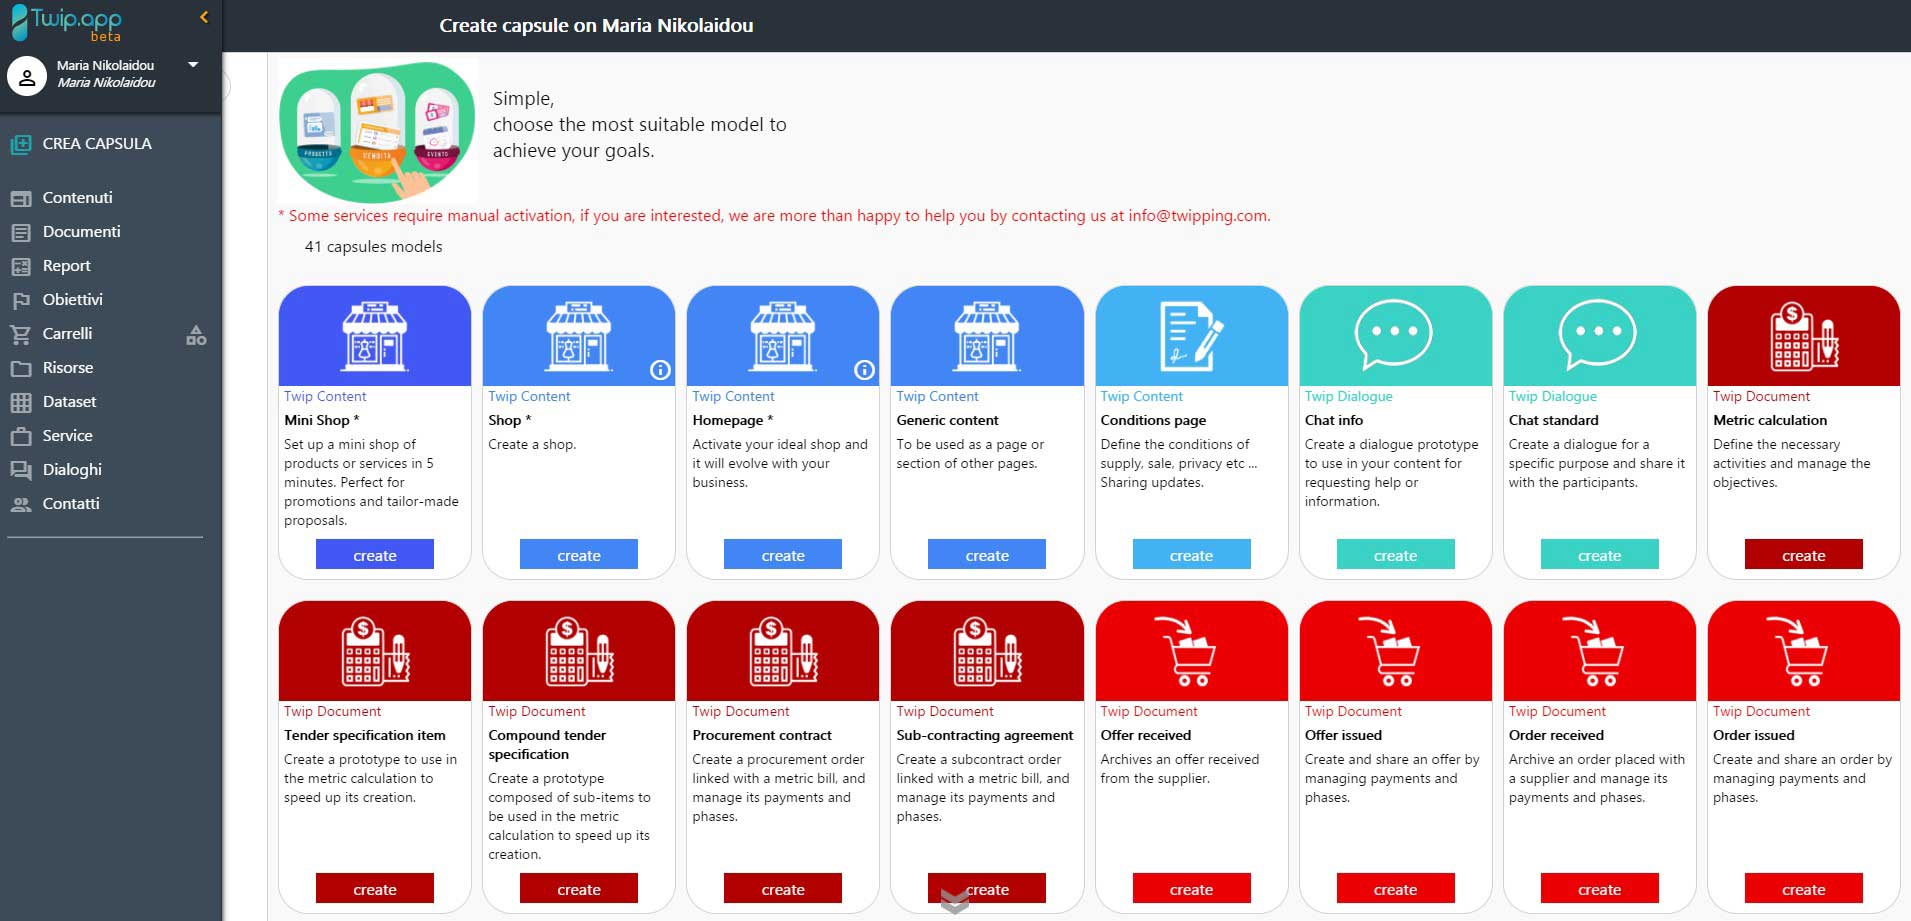 Twip.app
beta
Create capsule on Maria Nikolaidou
Maria Nikolaidou
Maria Nikolaidou
CREA CAPSULA
Contenuti
Documenti
Report
Obiettivi
Carrelli
Risorse
Dataset
Service
Dialoghi
Contatti
PRODOTTO
VENDITA
EVENTO
Simple,
choose the most suitable model to
achieve your goals.
* Some services require manual activation, if you are interested, we are more than happy to help you by contacting us at info@twipping.com.
41 capsules models
Twip Content
Mini Shop *
Set up a mini shop of
products or services in 5
minutes. Perfect for
promotions and tailor-made
proposals.
create
Twip Content
Shop *
Create a shop.
create
Twip Content
Homepage *
Activate your ideal shop and
it will evolve with your
business.
create
Twip Content
Generic content
To be used as a page or
section of other pages.
create
Twip Content
Conditions page
Define the conditions of
supply, sale, privacy etc ...
Sharing updates.
create
Twip Dialogue
Chat info
Create a dialogue prototype
to use in your content for
requesting help or
information.
create
Twip Dialogue
Chat standard
Create a dialogue for a
specific purpose and share it
with the participants.
create
Twip Document
Metric calculation
Define the necessary
activities and manage the
objectives.
create
Twip Document
Tender specification item
Create a prototype to use in
the metric calculation to
speed up its creation.
create
Twip Document
Compound tender
specification
Create a prototype
composed of sub-items to
be used in the metric
calculation to speed up its
creation.
create
Twip Document
Procurement contract
Create a procurement order
linked with a metric bill, and
manage its payments and
phases.
create
Twip Document
Sub-contracting agreement
Create a subcontract order
linked with a metric bill, and
manage its payments and
phases.
create
Twip Document
Offer received
Archives an offer received
from the supplier.
create
Twip Document
Offer issued
Create and share an offer by
managing payments and
phases.
create
Twip Document
Order received
Archive an order placed with
a supplier and manage its
payments and phases.
create
Twip Document
Order issued
Create and share an order by
managing payments and
phases.
create